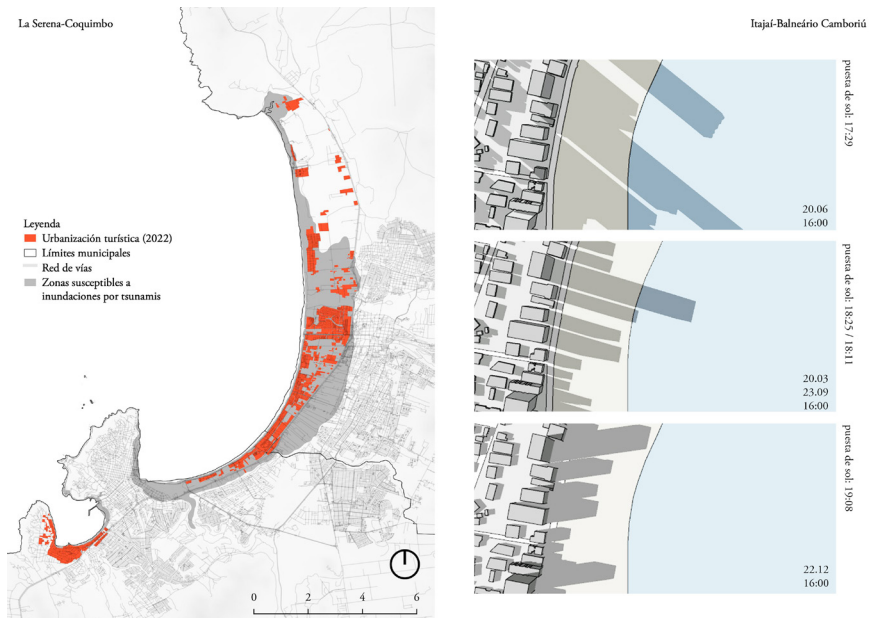 La Serena-Coquimbo
Leyenda
Urbanización turística (2022)
Límites municipales
Red de vías
Zonas susceptibles a
inundaciones por tsunamis
0 2 4 6
Itajaí-Balneário Camboriú
puesta de sol: 17:29
20.06
16:00
puesta de sol: 18:25 / 18:11
20.03
23.09
16:00
puesta de sol: 19:08
22.12
16:00